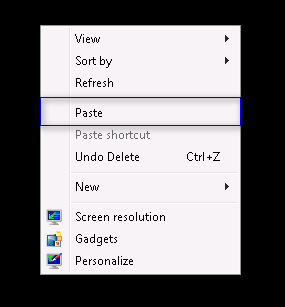 View
Sort by
Refresh
Paste
Paste shortcut
Undo Delete Ctrl+Z
New
Screen resolution
Gadgets
Personalize